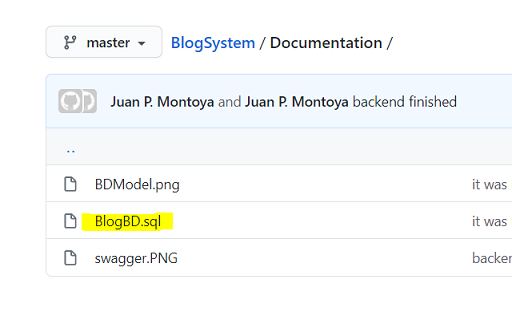 master BlogSystem / Documentation /
Juan P. Montoya and Juan P. Montoya backend finished
..
BDModel.png it was
BlogBD.sql it was
swagger.PNG backe